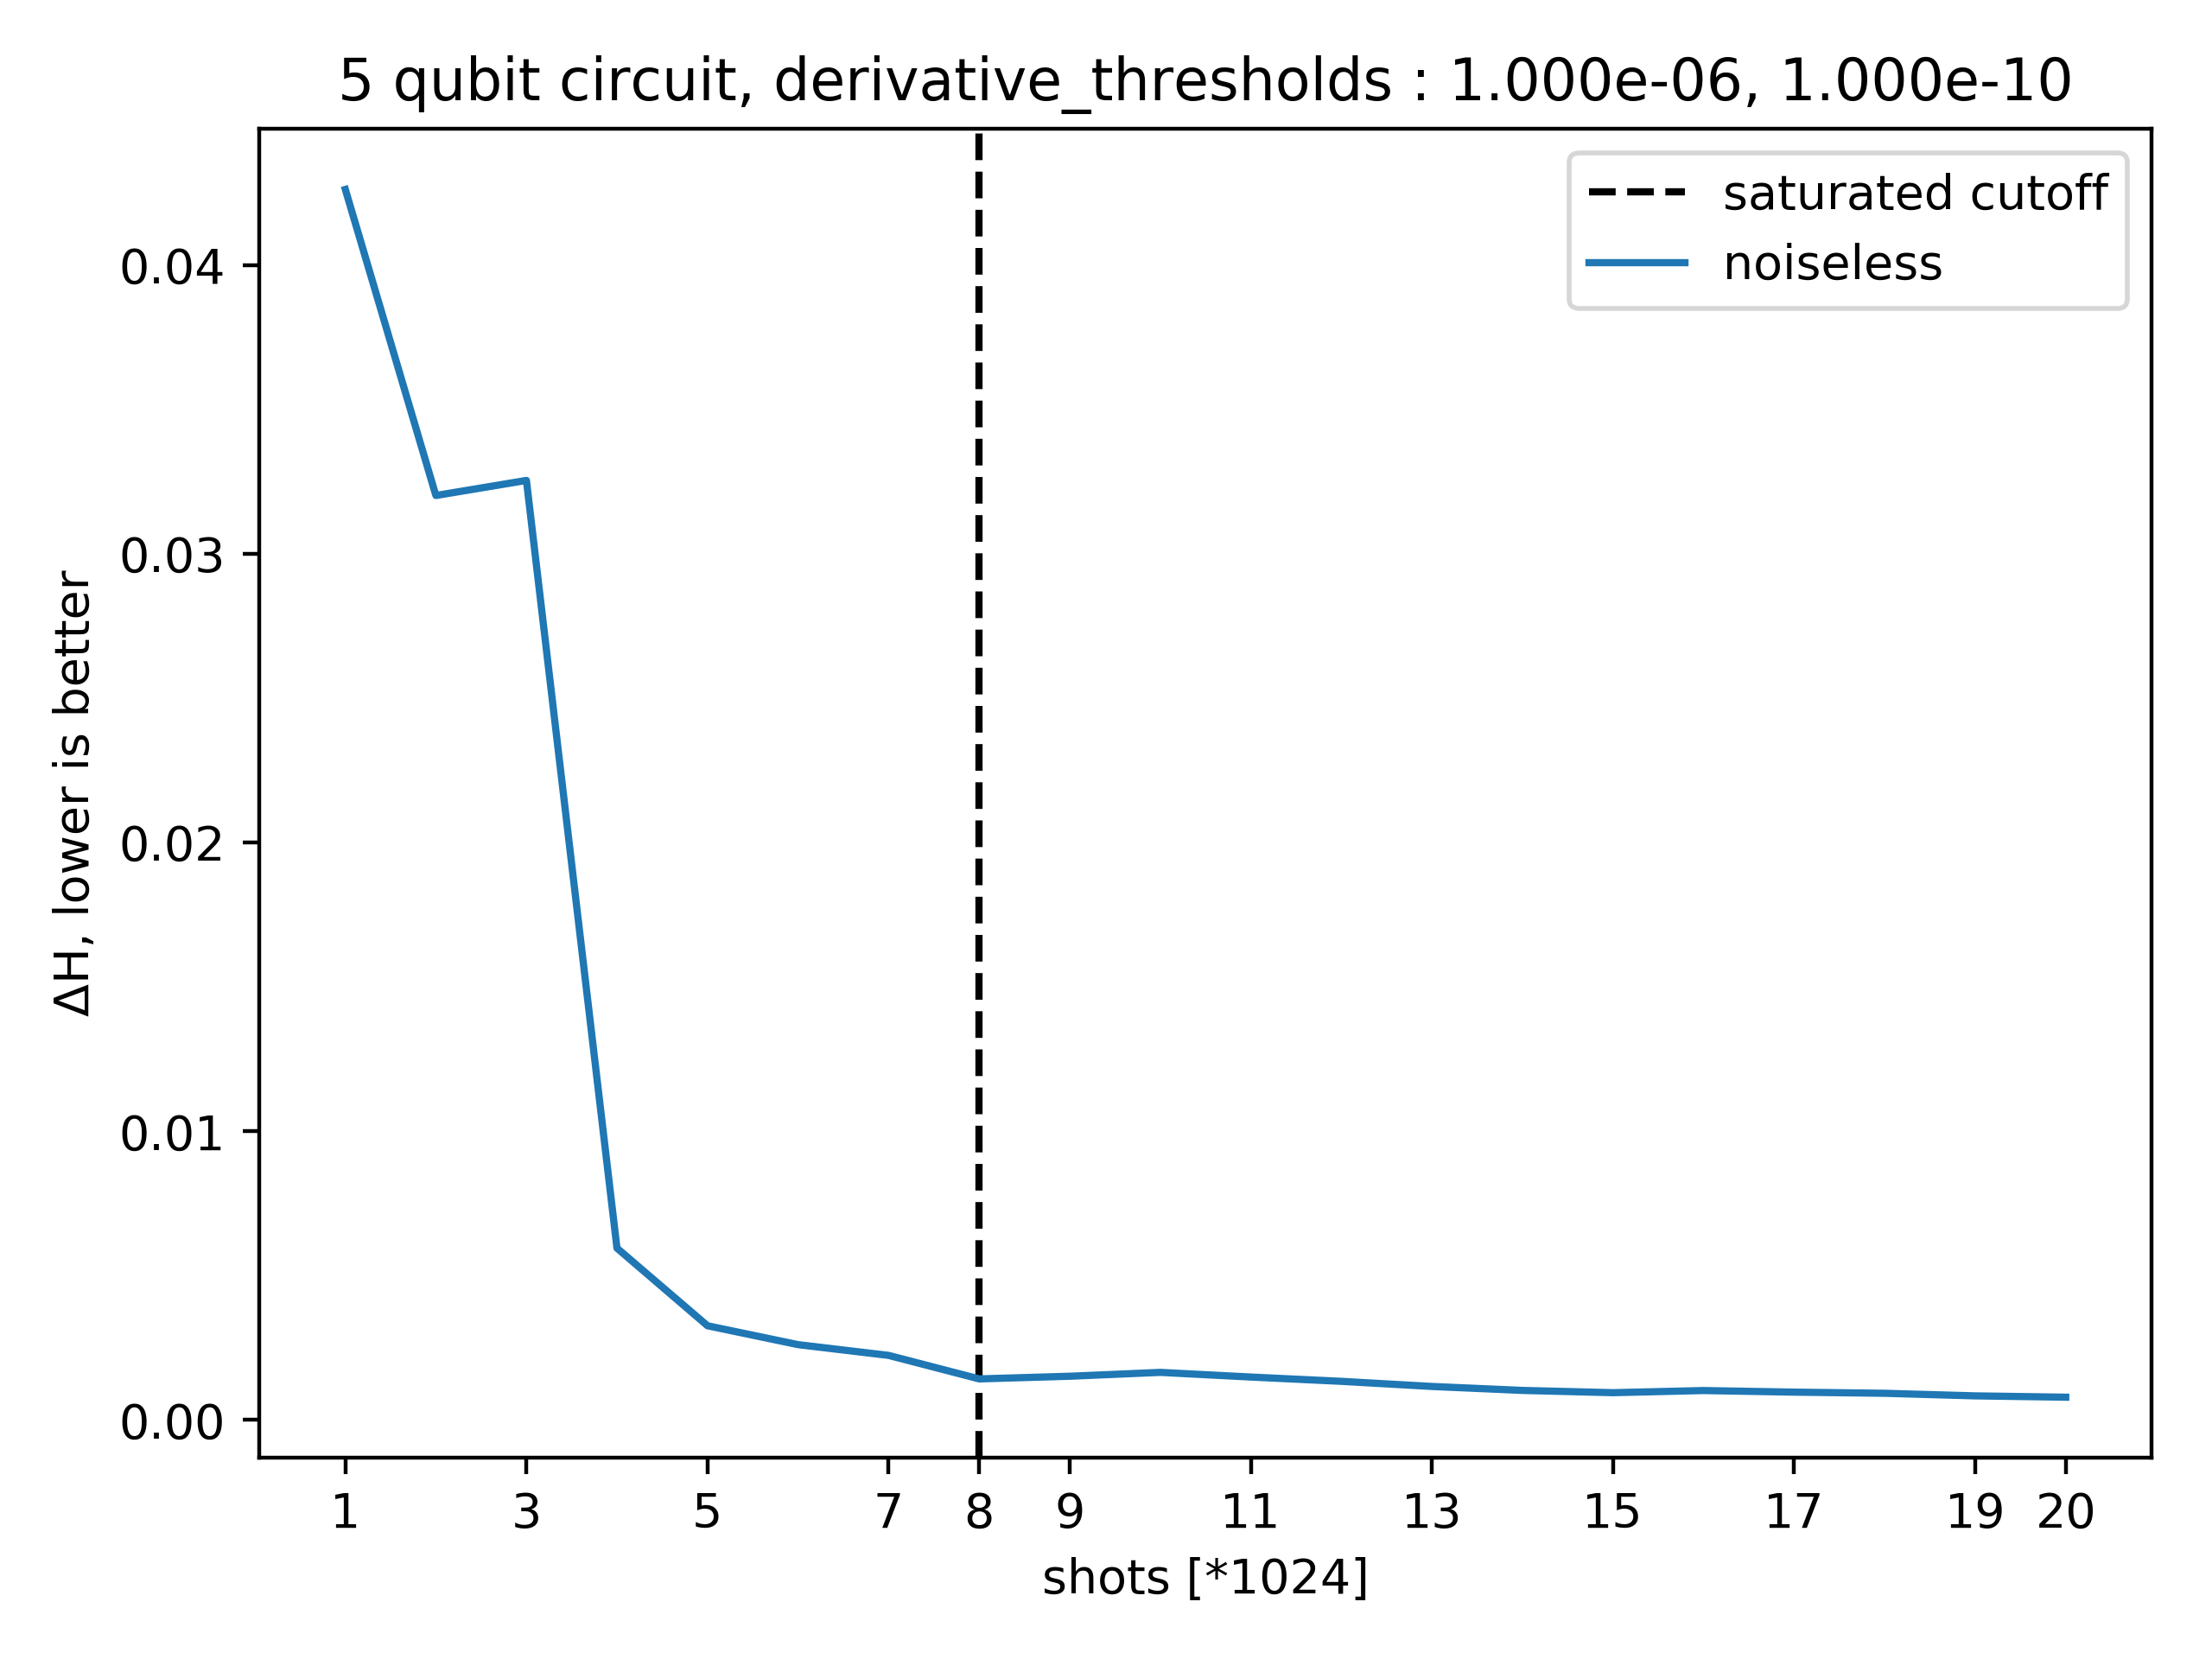 5 qubit circuit, derivative_thresholds : 1.000e-06, 1.000e-10
saturated cutoff
noiseless
ΔH, lower is better
0.04
0.03
0.02
0.01
0.00
1 3 5 7 8 9 11 13 15 17 19 20
shots [*1024]